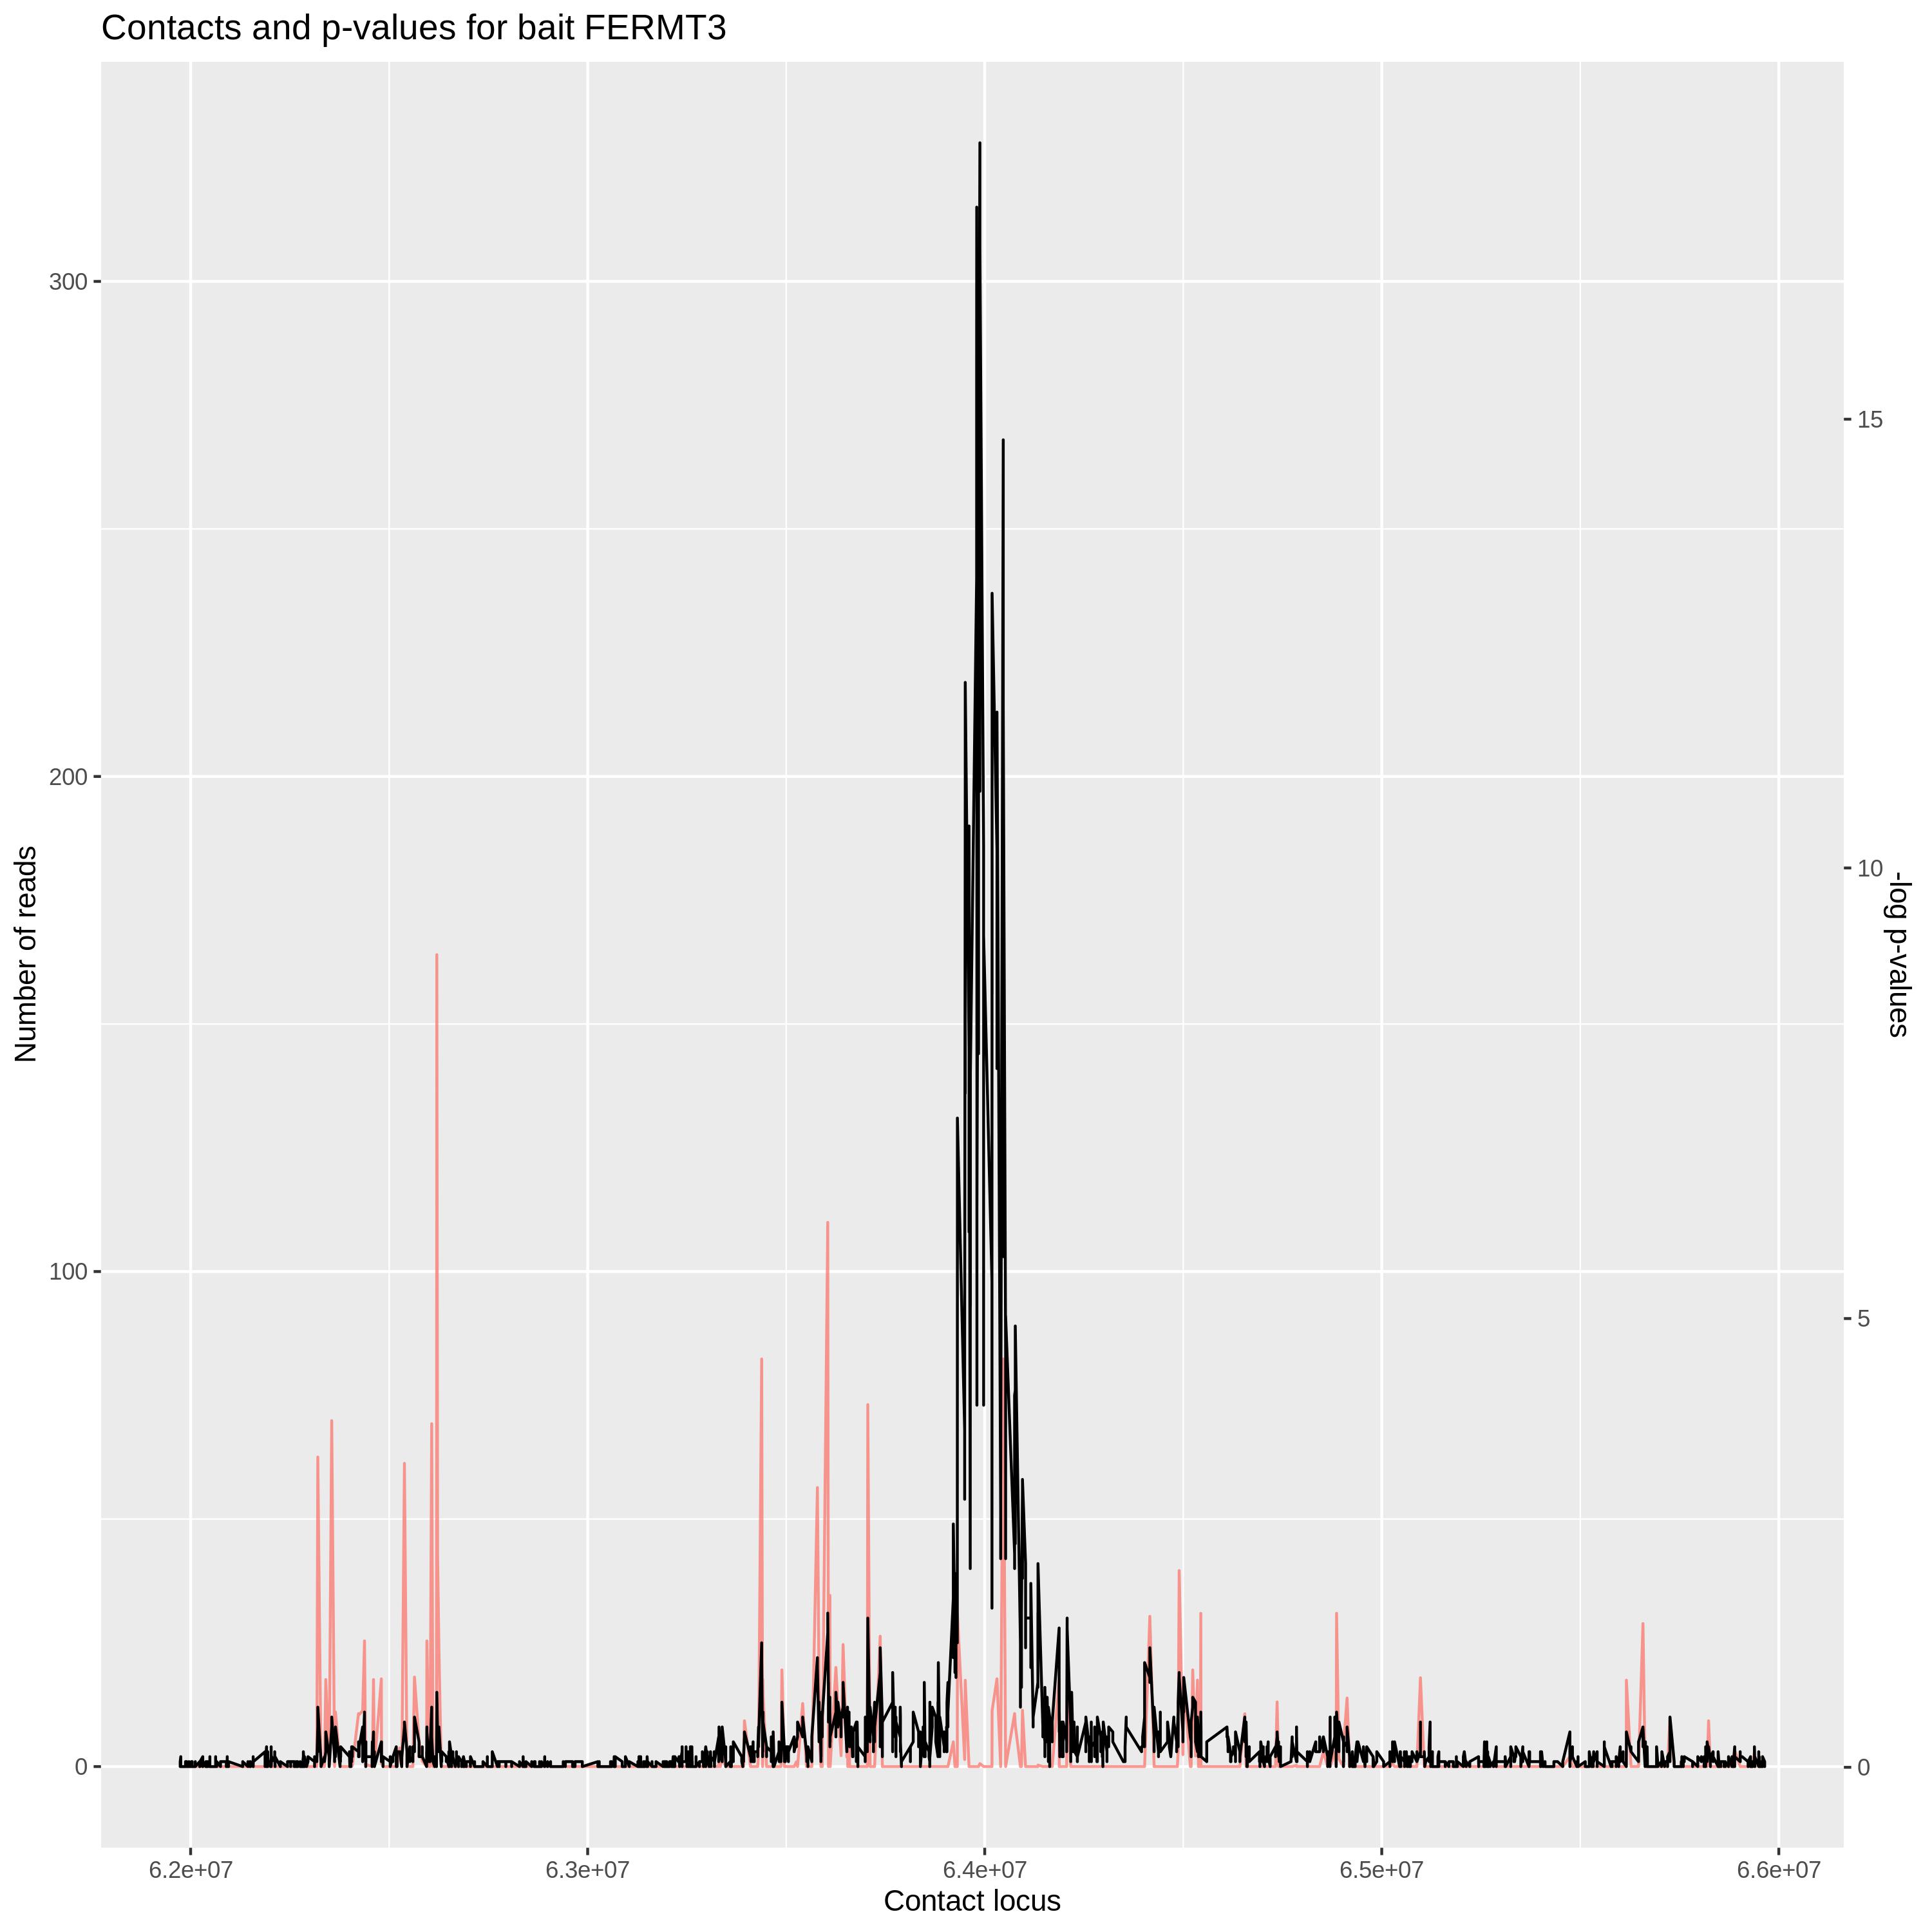 Contacts and p-values for bait FERMT3
Number of reads
300
200
100
0
15
10
5
0
-log p-values
6.2e+07
6.3e+07
6.4e+07
6.5e+07
6.6e+07
Contact locus